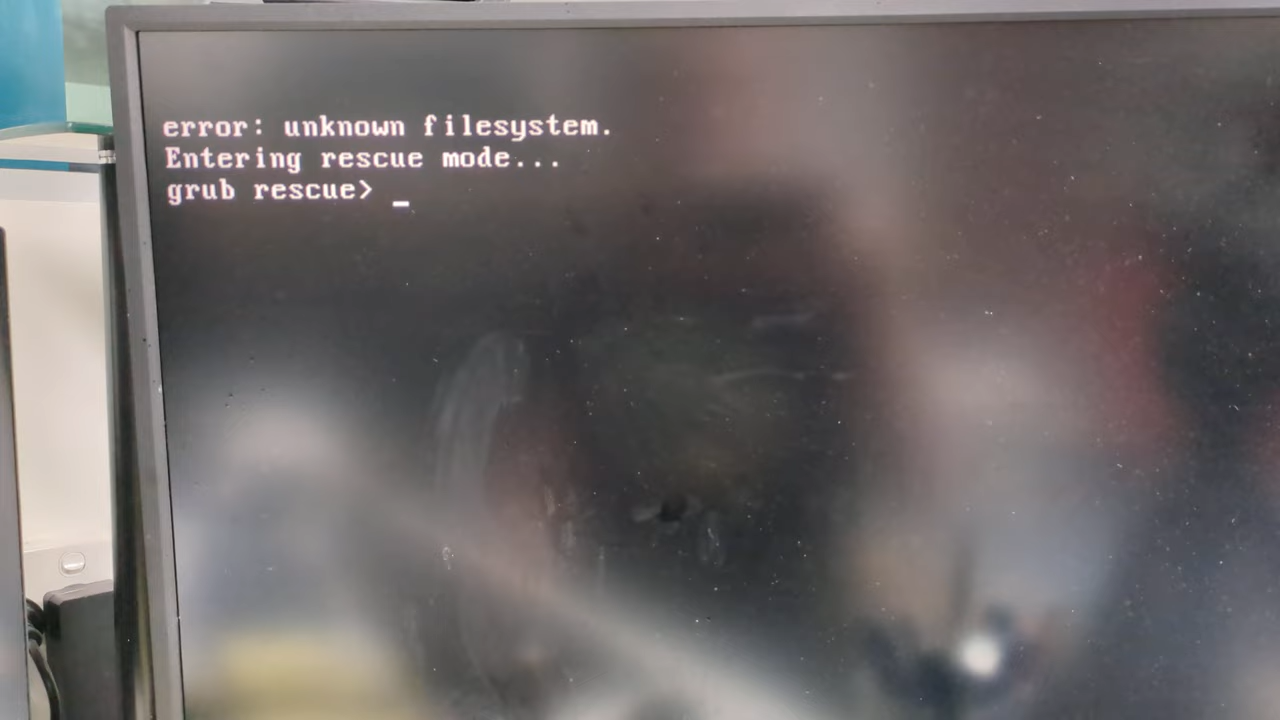 error: unknown filesystem.
Entering rescue mode...
grub rescue> _